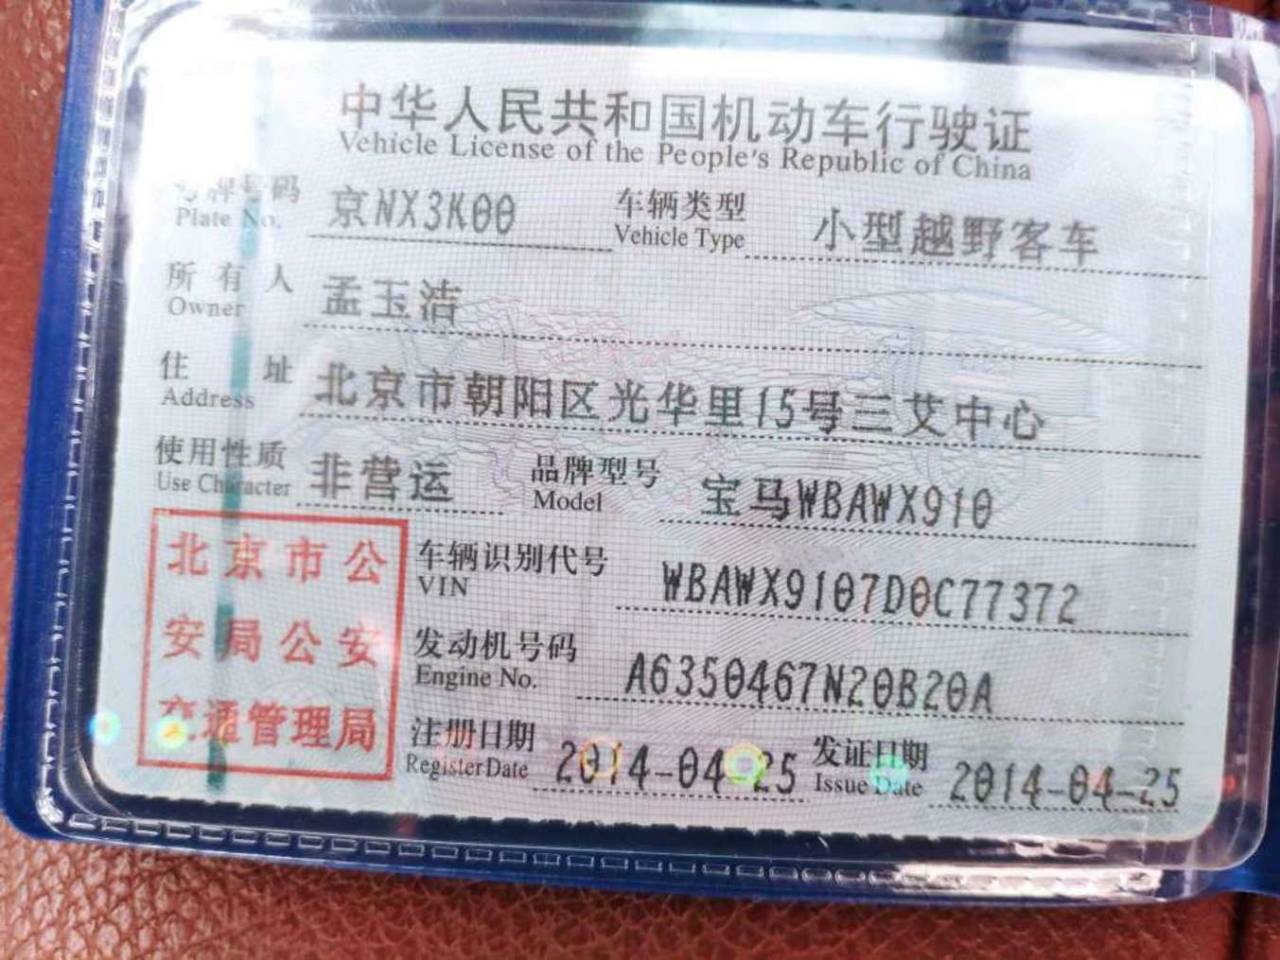 中华人民共和国机动车行驶证
Vehicle License of the People's Republic of China
号牌号码 京NX3K00 车辆类型 小型越野客车
Plate No. Vehicle Type
所有人 孟玉洁
Owner
住址 北京市朝阳区光华里15号三艾中心
Address
使用性质 非营运 品牌型号 宝马WBAWX910
Use Character Model
北京市公
安局公安
交通管理局
车辆识别代号 WBAWX9107D0C77372
VIN
发动机号码 A6350467N20B20A
Engine No.
注册日期 2014-04-25 发证日期 2014-04-25
Register Date Issue Date